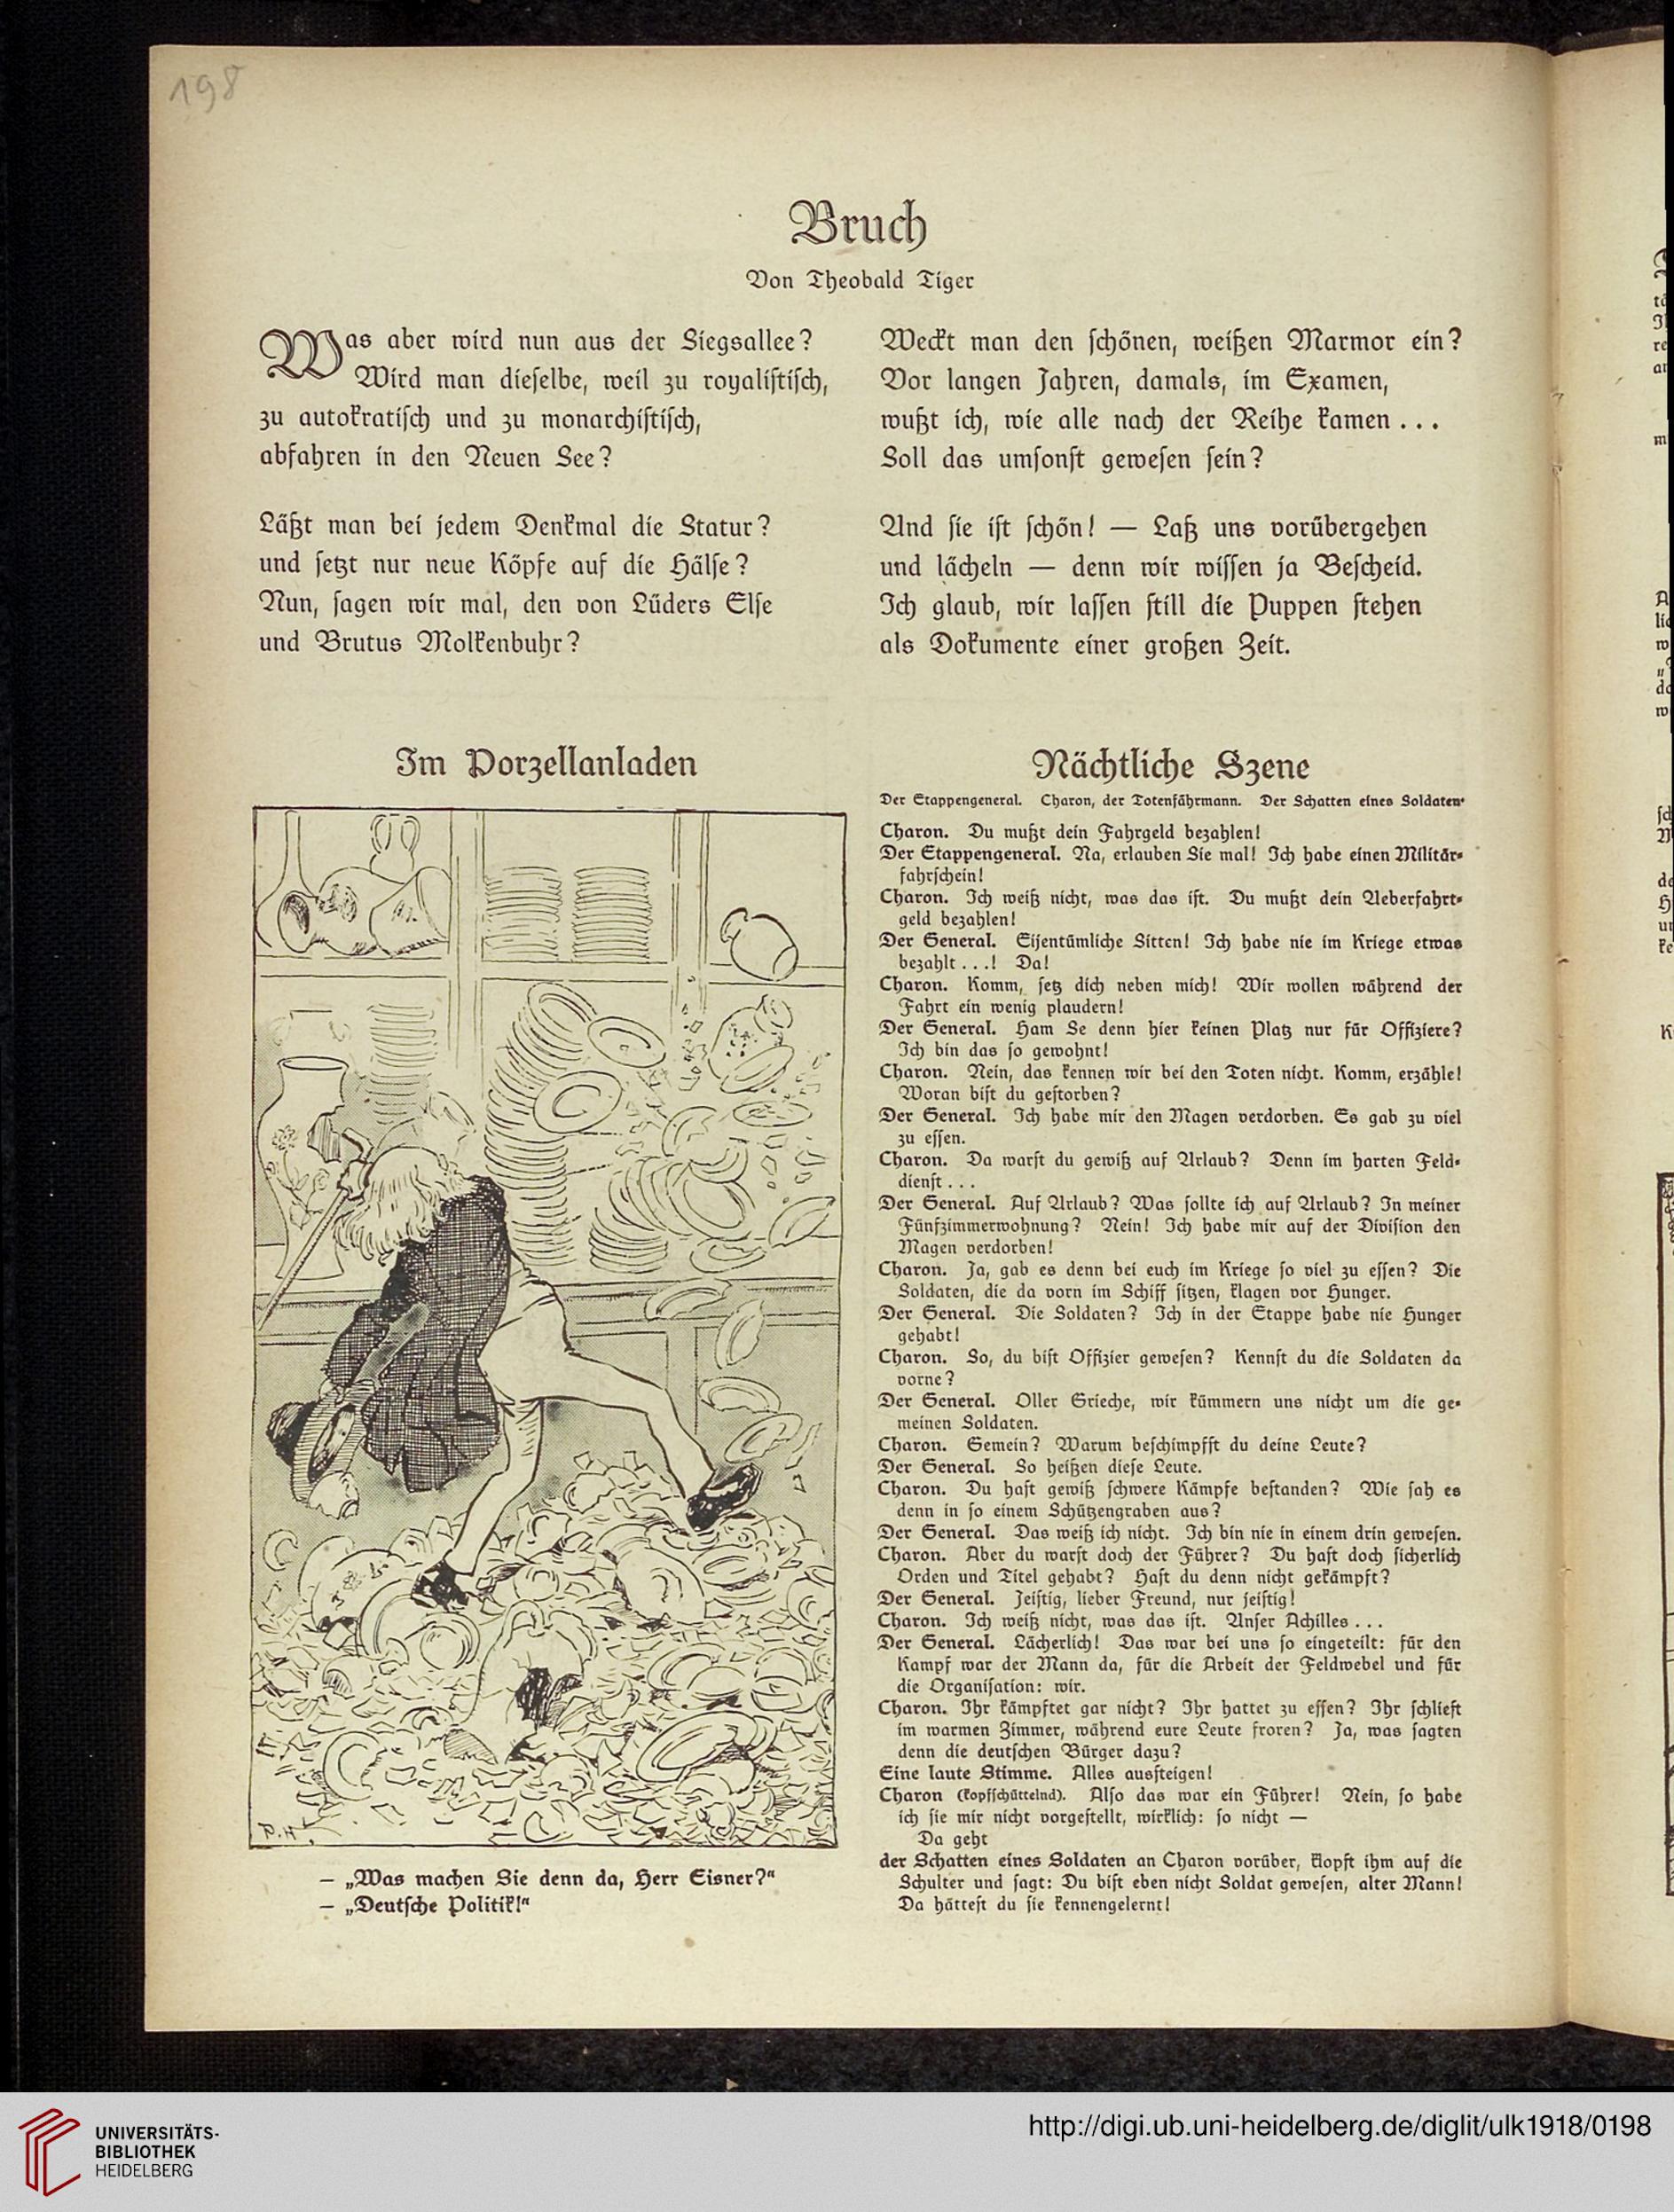 198
Bruch
Von Theobald Tiger
Was aber wird nun aus der Siegsallee?
Wird man dieselbe, weil zu royalistisch,
zu autokratisch und zu monarchistisch,
abfahren in den Neuen See?
Läßt man bei jedem Denkmal die Statur?
und setzt nur neue Köpfe auf die Hälse?
Nun, sagen wir mal, den von Lüders Else
und Brutus Molkenbuhr?
Weckt man den schönen, weißen Marmor ein?
Vor langen Jahren, damals, im Examen,
wußt ich, wie alle nach der Reihe kamen . . .
Soll das umsonst gewesen sein?
Und sie ist schön! — Laß uns vorübergehen
und lächeln — denn wir wissen ja Bescheid.
Ich glaub, wir lassen still die Puppen stehen
als Dokumente einer großen Zeit.
Im Porzellanladen
P. H.
— „Was machen Sie denn da, Herr Eisner?“
— „Deutsche Politik!“
Nächtliche Szene
Der Etappengeneral. Charon, der Totenfährmann. Der Schatten eines Soldaten.
Charon. Du mußt dein Fahrgeld bezahlen!
Der Etappengeneral. Na, erlauben Sie mal! Ich habe einen Militär-
fahrschein!
Charon. Ich weiß nicht, was das ist. Du mußt dein Ueberfahrt-
geld bezahlen!
Der General. Eijentümliche Sitten! Ich habe nie im Kriege etwas
bezahlt . . .! Da!
Charon. Komm, setz dich neben mich! Wir wollen während der
Fahrt ein wenig plaudern!
Der General. Ham Se denn hier keinen Platz nur für Offiziere?
Ich bin das so gewohnt!
Charon. Nein, das kennen wir bei den Toten nicht. Komm, erzähle!
Woran bist du gestorben?
Der General. Ich habe mir den Magen verdorben. Es gab zu viel
zu essen.
Charon. Da warst du gewiß auf Urlaub? Denn im harten Feld-
dienst . . .
Der General. Auf Urlaub? Was sollte ich auf Urlaub? In meiner
Fünfzimmerwohnung? Nein! Ich habe mir auf der Division den
Magen verdorben!
Charon. Ja, gab es denn bei euch im Kriege so viel zu essen? Die
Soldaten, die da vorn im Schiff sitzen, klagen vor Hunger.
Der General. Die Soldaten? Ich in der Etappe habe nie Hunger
gehabt!
Charon. So, du bist Offizier gewesen? Kennst du die Soldaten da
vorne?
Der General. Oller Grieche, wir kümmern uns nicht um die ge-
meinen Soldaten.
Charon. Gemein? Warum beschimpfst du deine Leute?
Der General. So heißen diese Leute.
Charon. Du hast gewiß schwere Kämpfe bestanden? Wie sah es
denn in so einem Schützengraben aus?
Der General. Das weiß ich nicht. Ich bin nie in einem drin gewesen.
Charon. Aber du warst doch der Führer? Du hast doch sicherlich
Orden und Titel gehabt? Hast du denn nicht gekämpft?
Der General. Jeistig, lieber Freund, nur jeistig!
Charon. Ich weiß nicht, was das ist. Unser Achilles . . .
Der General. Lächerlich! Das war bei uns so eingeteilt: für den
Kampf war der Mann da, für die Arbeit der Feldwebel und für
die Organisation: wir.
Charon. Ihr kämpftet gar nicht? Ihr hattet zu essen? Ihr schlieft
im warmen Zimmer, während eure Leute froren? Ja, was sagten
denn die deutschen Bürger dazu?
Eine laute Stimme. Alles aussteigen!
Charon (kopfschüttelnd). Also das war ein Führer! Nein, so habe
ich sie mir nicht vorgestellt, wirklich: so nicht —
Da geht
der Schatten eines Soldaten an Charon vorüber, klopft ihm auf die
Schulter und sagt: Du bist eben nicht Soldat gewesen, alter Mann!
Da hättest du sie kennengelernt!
UNIVERSITÄTS-
BIBLIOTHEK
HEIDELBERG
http://digi.ub.uni-heidelberg.de/diglit/ulk1918/0198